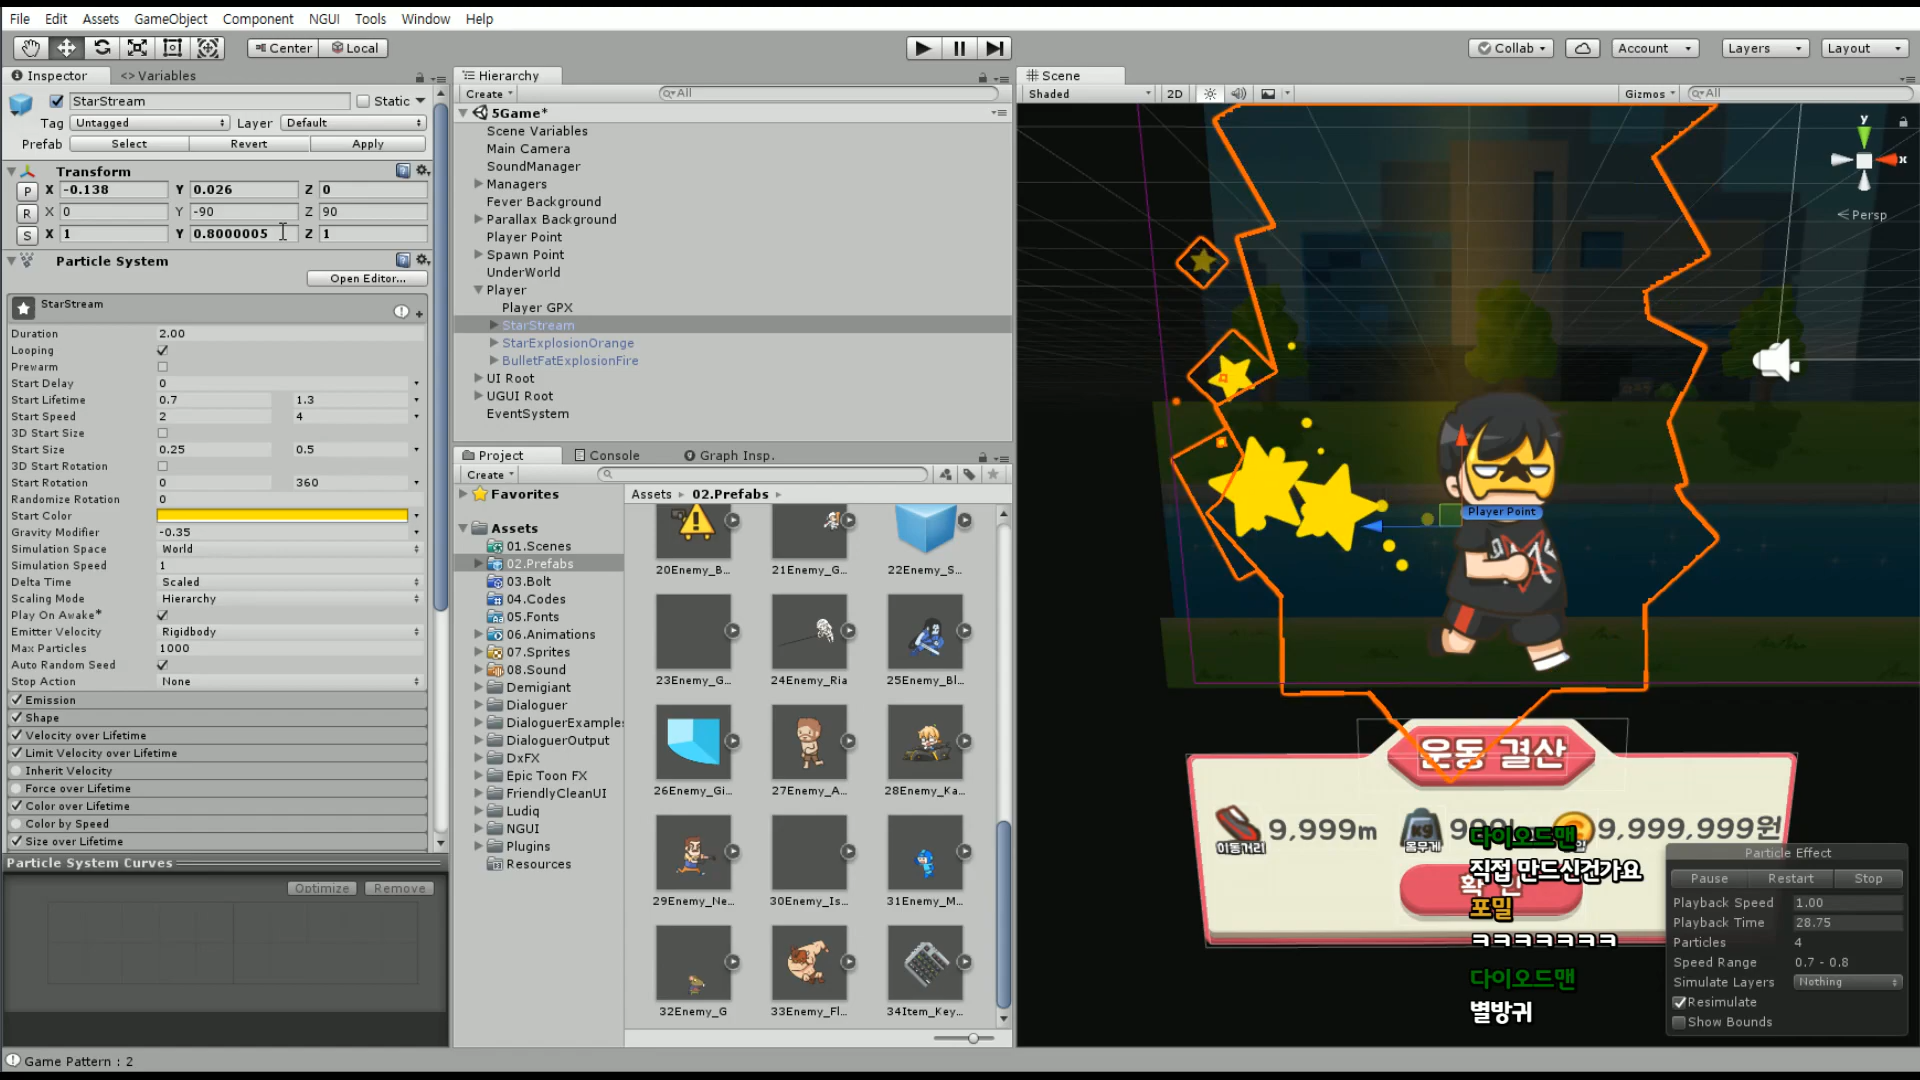 File Edit Assets GameObject Component NGUI Tools Window Help
Center Local
Collab Account Layers Layout
Inspector <> Variables
StarStream Static
Tag Untagged Layer Default
Prefab Select Revert Apply
Transform
P X -0.138 Y 0.026 Z 0
R X 0 Y -90 Z 90
S X 1 Y 0.8000005 Z 1
Particle System
Open Editor...
StarStream
Duration 2.00
Looping
Prewarm
Start Delay 0
Start Lifetime 0.7 1.3
Start Speed 2 4
3D Start Size
Start Size 0.25 0.5
3D Start Rotation
Start Rotation 0 360
Randomize Rotation 0
Start Color
Gravity Modifier -0.35
Simulation Space World
Simulation Speed 1
Delta Time Scaled
Scaling Mode Hierarchy
Play On Awake*
Emitter Velocity Rigidbody
Max Particles 1000
Auto Random Seed
Stop Action None
Emission
Shape
Velocity over Lifetime
Limit Velocity over Lifetime
Inherit Velocity
Force over Lifetime
Color over Lifetime
Color by Speed
Size over Lifetime
Particle System Curves
Optimize Remove
Game Pattern : 2
Hierarchy
Create All
5Game*
Scene Variables
Main Camera
SoundManager
Managers
Fever Background
Parallax Background
Player Point
Spawn Point
UnderWorld
Player
Player GPX
StarStream
StarExplosionOrange
BulletFatExplosionFire
UI Root
UGUI Root
EventSystem
Project Console Graph Insp.
Create
Favorites
Assets
01.Scenes
02.Prefabs
03.Bolt
04.Codes
05.Fonts
06.Animations
07.Sprites
08.Sound
Demigiant
Dialoguer
DialoguerExamples
DialoguerOutput
DxFX
Epic Toon FX
FriendlyCleanUI
Ludiq
NGUI
Plugins
Resources
Assets 02.Prefabs
20Enemy_B... 21Enemy_G... 22Enemy_S...
23Enemy_G... 24Enemy_Ria 25Enemy_Bl...
26Enemy_Gi... 27Enemy_A... 28Enemy_Ka...
29Enemy_Ne... 30Enemy_Is... 31Enemy_M...
32Enemy_G 33Enemy_Fl... 34Item_Key...
Scene
Shaded 2D Gizmos All
y
x
Persp
Player Point
운동 결산
9,999m 9,999,999원
이동거리 몸무게
다이오드맨
직접 만드신건가요
포밀
ㅋㅋㅋㅋㅋㅋㅋ
다이오드맨
별방귀
Particle Effect
Pause Restart Stop
Playback Speed 1.00
Playback Time 28.75
Particles 4
Speed Range 0.7 - 0.8
Simulate Layers Nothing
Resimulate
Show Bounds